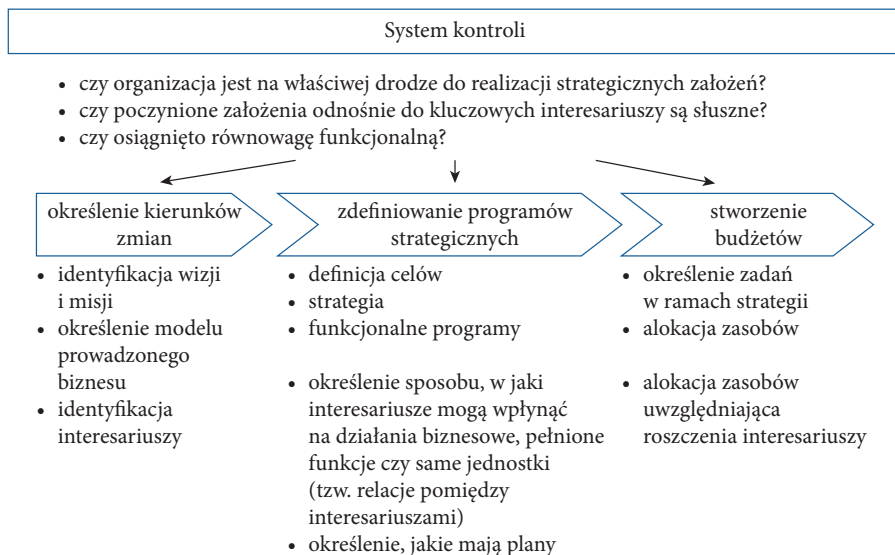 System kontroli
• czy organizacja jest na właściwej drodze do realizacji strategicznych założeń?
• czy poczynione założenia odnośnie do kluczowych interesariuszy są słuszne?
• czy osiągnięto równowagę funkcjonalną?
określenie kierunków
zmian
• identyfikacja wizji
i misji
• określenie modelu
prowadzonego
biznesu
• identyfikacja
interesariuszy
zdefiniowanie programów
strategicznych
• definicja celów
• strategia
• funkcjonalne programy
• określenie sposobu, w jaki
interesariusze mogą wpłynąć
na działania biznesowe, pełnione
funkcje czy same jednostki
(tzw. relacje pomiędzy
interesariuszami)
• określenie, jakie mają plany
stworzenie
budżetów
• określenie zadań
w ramach strategii
• alokacja zasobów
• alokacja zasobów
uwzględniająca
roszczenia interesariuszy